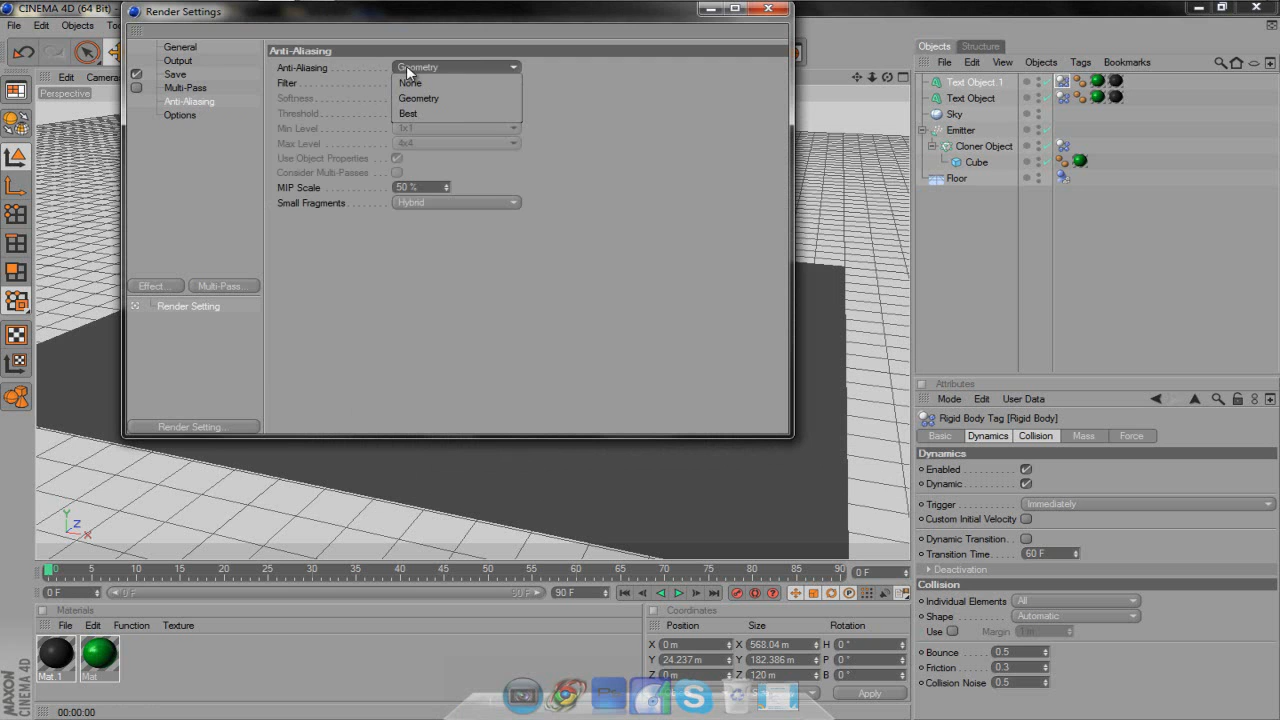 CINEMA 4D (64 Bit)
Render Settings
File Edit Objects To
Edit Camera
Perspective
General
Output
Save
Multi-Pass
Anti-Aliasing
Options
Effect... Multi-Pass...
Render Setting
Render Setting...
Anti-Aliasing
Anti-Aliasing Geometry
Filter
Softness
Threshold
Min Level 1x1
Max Level 4x4
Use Object Properties
Consider Multi-Passes
MIP Scale 50 %
Small Fragments Hybrid
None
Geometry
Best
Objects Structure
File Edit View Objects Tags Bookmarks
Text Object.1
Text Object
Sky
Emitter
Cloner Object
Cube
Floor
Attributes
Mode Edit User Data
Rigid Body Tag [Rigid Body]
Basic Dynamics Collision Mass Force
Dynamics
Enabled
Dynamic
Trigger Immediately
Custom Initial Velocity
Dynamic Transition
Transition Time 60 F
Deactivation
Collision
Individual Elements All
Shape Automatic
Use Margin 1 m
Bounce 0.5
Friction 0.3
Collision Noise 0.5
Y
Z
X
0 5 10 15 20 25 30 35 40 45 50 55 60 65 70 75 80 85 90 0 F
0 F 0 F 90 F 90 F
Materials
File Edit Function Texture
Mat.1 Mat
Coordinates
Position Size Rotation
X 0 m X 568.04 m H 0 °
Y 24.237 m Y 182.386 m P 0 °
Z 0 m Z 120 m B 0 °
Apply
MAXON
CINEMA 4D
00:00:00
Ps